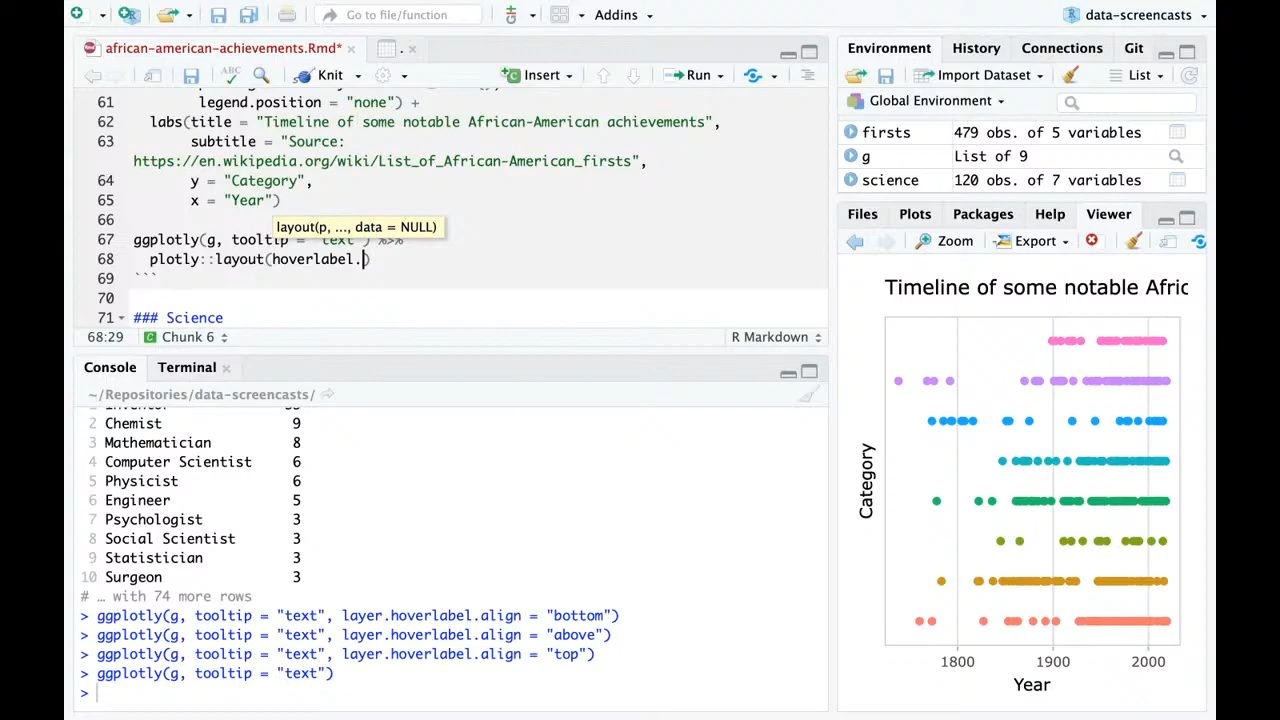 Go to file/function
Addins
data-screencasts
african-american-achievements.Rmd*
.
ABC
Knit
Insert
Run
61 legend.position = "none") +
62 labs(title = "Timeline of some notable African-American achievements",
63 subtitle = "Source:
https://en.wikipedia.org/wiki/List_of_African-American_firsts",
64 y = "Category",
65 x = "Year")
66
layout(p, ..., data = NULL)
67 ggplotly(g, tooltip = "text") %>%
68 plotly::layout(hoverlabel.)
69 ```
70
71 ### Science
68:29 Chunk 6 R Markdown
Console Terminal
~/Repositories/data-screencasts/
2 Chemist 9
3 Mathematician 8
4 Computer Scientist 6
5 Physicist 6
6 Engineer 5
7 Psychologist 3
8 Social Scientist 3
9 Statistician 3
10 Surgeon 3
# … with 74 more rows
> ggplotly(g, tooltip = "text", layer.hoverlabel.align = "bottom")
> ggplotly(g, tooltip = "text", layer.hoverlabel.align = "above")
> ggplotly(g, tooltip = "text", layer.hoverlabel.align = "top")
> ggplotly(g, tooltip = "text")
>
Environment History Connections Git
Import Dataset List
Global Environment
firsts 479 obs. of 5 variables
g List of 9
science 120 obs. of 7 variables
Files Plots Packages Help Viewer
Zoom Export
Timeline of some notable Afric
Category
1800 1900 2000
Year